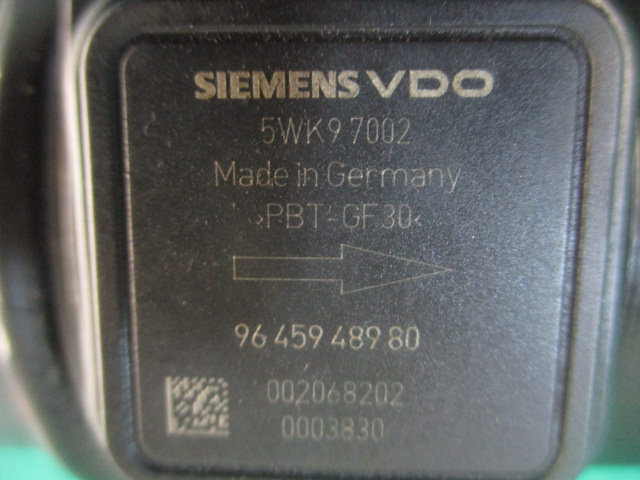 SIEMENS VDO
5WK9 7002
Made in Germany
›PBT-GF30‹
96 459 489 80
002068202
0003830